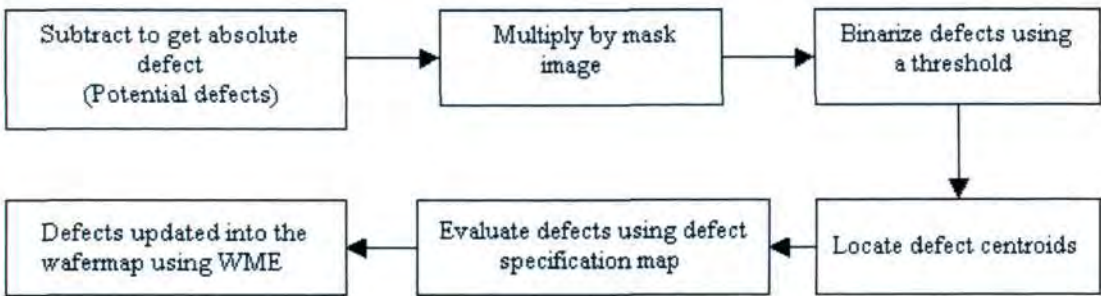 Subtract to get absolute
defect
(Potential defects)
Multiply by mask
image
Binarize defects using
a threshold
Locate defect centroids
Evaluate defects using defect
specification map
Defects updated into the
wafermap using WME